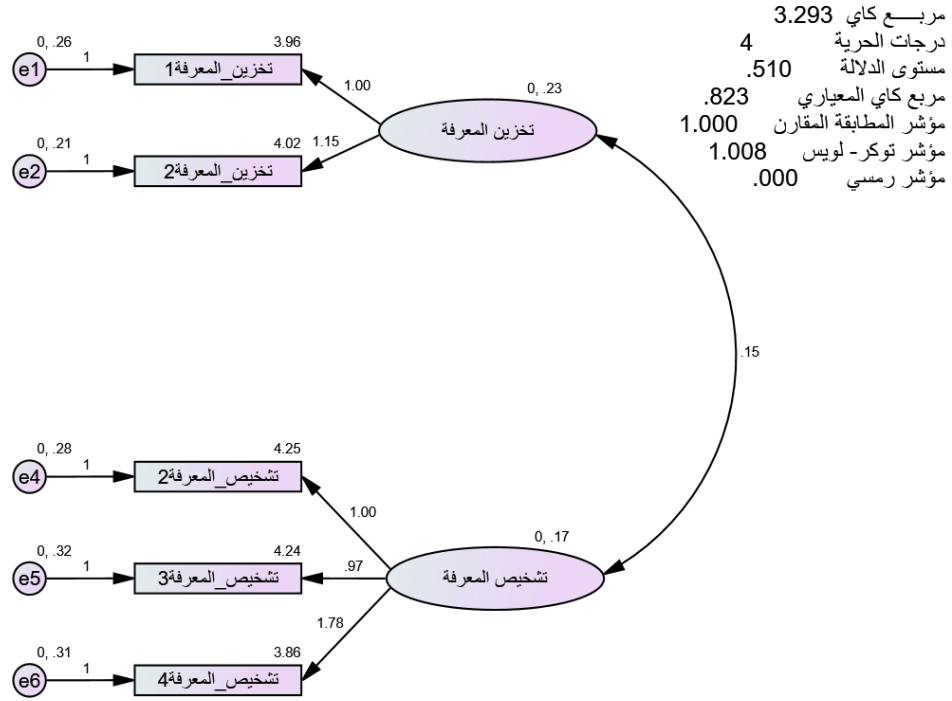 مربـــع كاي 3.293
درجات الحرية 4
مستوى الدلالة .510
مربع كاي المعياري .823
مؤشر المطابقة المقارن 1.000
مؤشر توكر- لويس 1.008
مؤشر رمسي .000
0, .26
e1
1
3.96
تخزين_المعرفة1
1.00
0, .23
تخزين المعرفة
0, .21
e2
1
4.02
تخزين_المعرفة2
1.15
.15
0, .28
e4
1
4.25
تشخيص_المعرفة2
1.00
0, .17
تشخيص المعرفة
0, .32
e5
1
4.24
تشخيص_المعرفة3
.97
0, .31
e6
1
3.86
تشخيص_المعرفة4
1.78